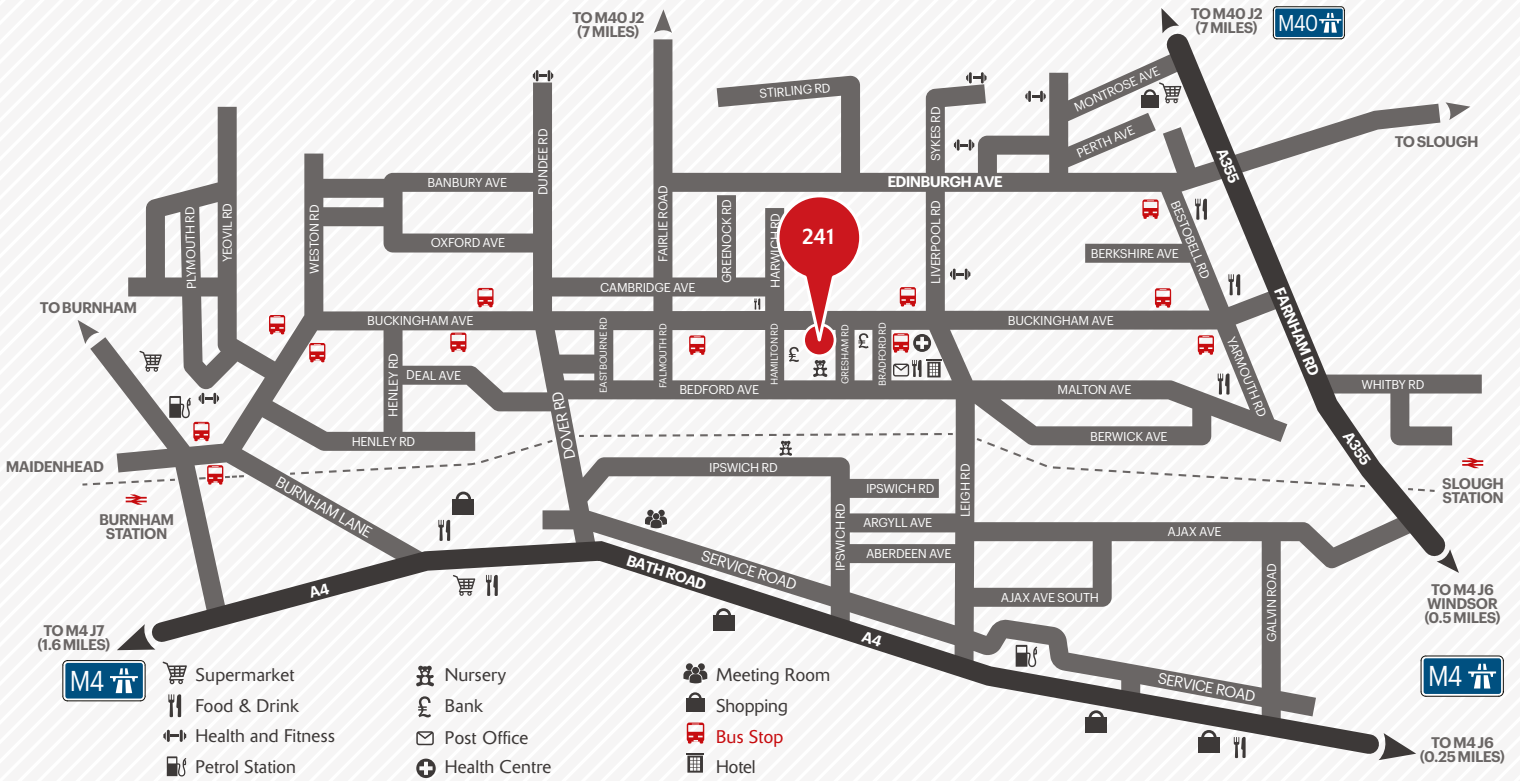 TO M40 J2
(7 MILES)
TO M40 J2
(7 MILES)
M40
STIRLING RD
SYKES RD
MONTROSE AVE
PERTH AVE
A355
TO SLOUGH
DUNDEE RD
BANBURY AVE
FAIRLIE ROAD
EDINBURGH AVE
PLYMOUTH RD
YEOVIL RD
WESTON RD
OXFORD AVE
GREENOCK RD
HARWICH RD
241
LIVERPOOL RD
BESTOBELL RD
BERKSHIRE AVE
CAMBRIDGE AVE
TO BURNHAM
BUCKINGHAM AVE
BUCKINGHAM AVE
FARNHAM RD
HENLEY RD
DEAL AVE
EASTBOURNE RD
FALMOUTH RD
HAMILTON RD
GRESHAM RD
BRADFORD RD
YARMOUTH RD
BEDFORD AVE
MALTON AVE
WHITBY RD
DOVER RD
HENLEY RD
BERWICK AVE
A355
MAIDENHEAD
IPSWICH RD
IPSWICH RD
LEIGH RD
SLOUGH
STATION
BURNHAM
STATION
BURNHAM LANE
IPSWICH RD
ARGYLL AVE
AJAX AVE
ABERDEEN AVE
SERVICE ROAD
BATH ROAD
A4
AJAX AVE SOUTH
GALVIN ROAD
TO M4 J6
WINDSOR
(0.5 MILES)
TO M4 J7
(1.6 MILES)
A4
M4
M4
SERVICE ROAD
TO M4 J6
(0.25 MILES)
Supermarket
Food & Drink
Health and Fitness
Petrol Station
Nursery
£ Bank
Post Office
Health Centre
Meeting Room
Shopping
Bus Stop
Hotel
£
£